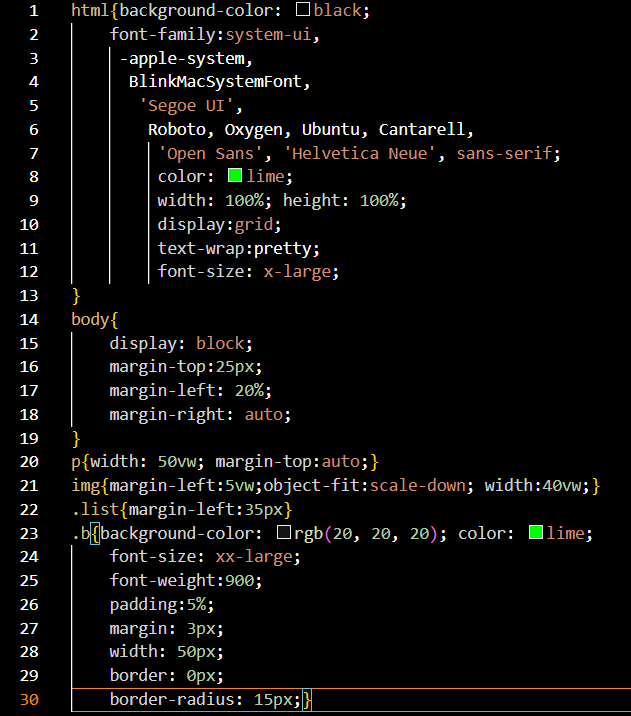 1 html{background-color: black;
2 font-family:system-ui,
3 -apple-system,
4 BlinkMacSystemFont,
5 'Segoe UI',
6 Roboto, Oxygen, Ubuntu, Cantarell,
7 'Open Sans', 'Helvetica Neue', sans-serif;
8 color: lime;
9 width: 100%; height: 100%;
10 display:grid;
11 text-wrap:pretty;
12 font-size: x-large;
13 }
14 body{
15 display: block;
16 margin-top:25px;
17 margin-left: 20%;
18 margin-right: auto;
19 }
20 p{width: 50vw; margin-top:auto;}
21 img{margin-left:5vw;object-fit:scale-down; width:40vw;}
22 .list{margin-left:35px}
23 .b{background-color: rgb(20, 20, 20); color: lime;
24 font-size: xx-large;
25 font-weight:900;
26 padding:5%;
27 margin: 3px;
28 width: 50px;
29 border: 0px;
30 border-radius: 15px;}